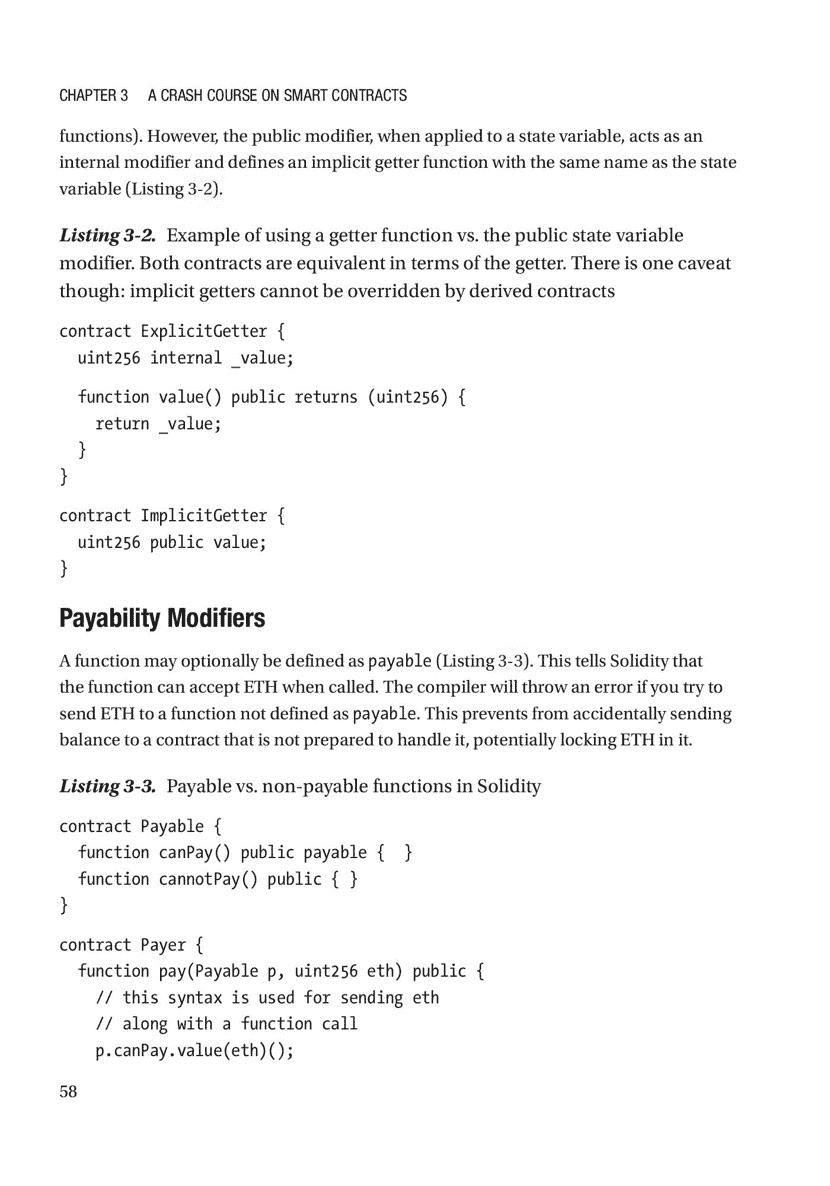 CHAPTER 3 A CRASH COURSE ON SMART CONTRACTS
functions). However, the public modifier, when applied to a state variable, acts as an
internal modifier and defines an implicit getter function with the same name as the state
variable (Listing 3-2).
Listing 3-2. Example of using a getter function vs. the public state variable
modifier. Both contracts are equivalent in terms of the getter. There is one caveat
though: implicit getters cannot be overridden by derived contracts
contract ExplicitGetter {
  uint256 internal _value;
  function value() public returns (uint256) {
    return _value;
  }
}
contract ImplicitGetter {
  uint256 public value;
}
Payability Modifiers
A function may optionally be defined as payable (Listing 3-3). This tells Solidity that
the function can accept ETH when called. The compiler will throw an error if you try to
send ETH to a function not defined as payable. This prevents from accidentally sending
balance to a contract that is not prepared to handle it, potentially locking ETH in it.
Listing 3-3. Payable vs. non-payable functions in Solidity
contract Payable {
  function canPay() public payable {  }
  function cannotPay() public { }
}
contract Payer {
  function pay(Payable p, uint256 eth) public {
    // this syntax is used for sending eth
    // along with a function call
    p.canPay.value(eth)();
58